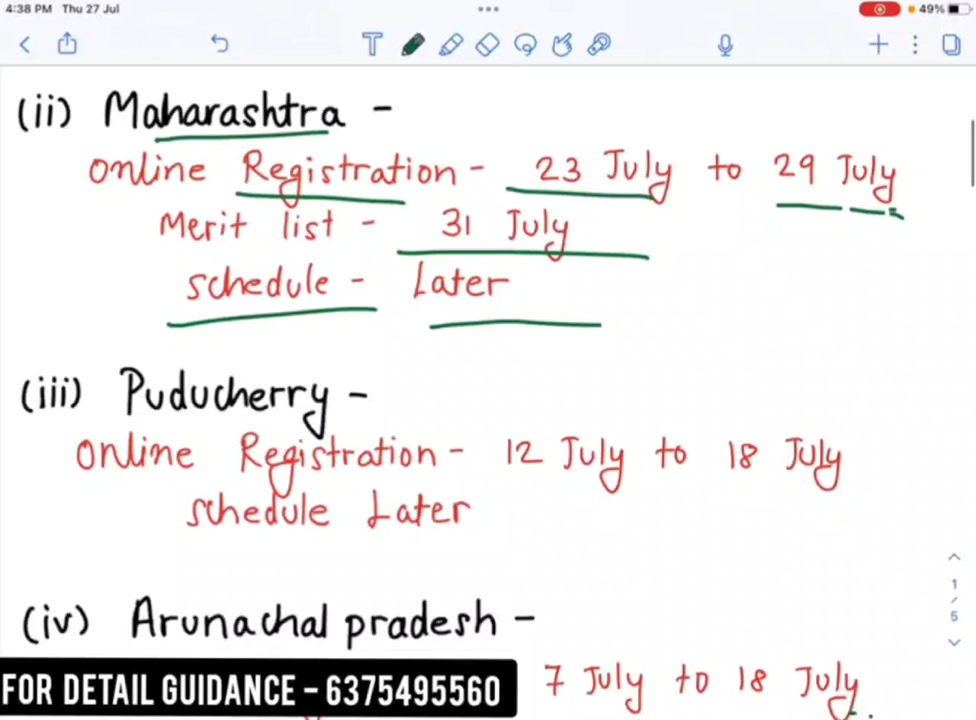 4:38 PM Thu 27 Jul
49%
T
(ii) Maharashtra -
online Registration - 23 July to 29 July
Merit list - 31 July
schedule - Later
(iii) Puducherry -
online Registration - 12 July to 18 July
schedule Later
1
/
5
(iv) Arunachal pradesh -
7 July to 18 July
FOR DETAIL GUIDANCE - 6375495560